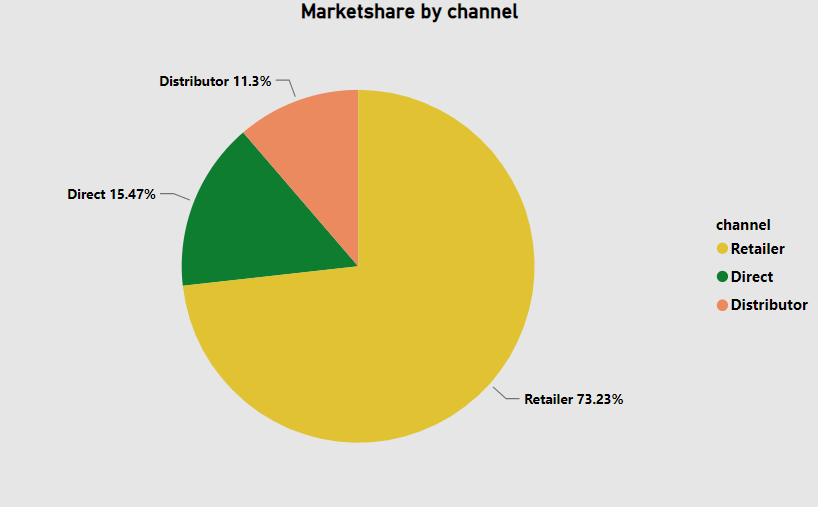 Marketshare by channel
Distributor 11.3%
Direct 15.47%
Retailer 73.23%
channel
Retailer
Direct
Distributor